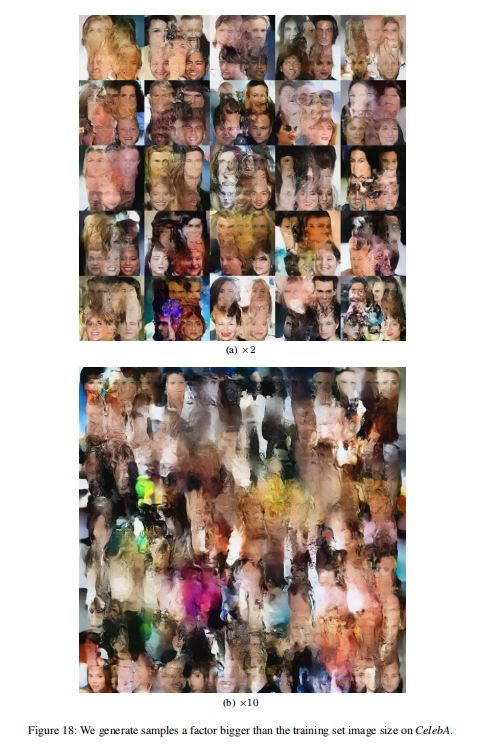 (a) ×2
(b) ×10
Figure 18: We generate samples a factor bigger than the training set image size on CelebA.